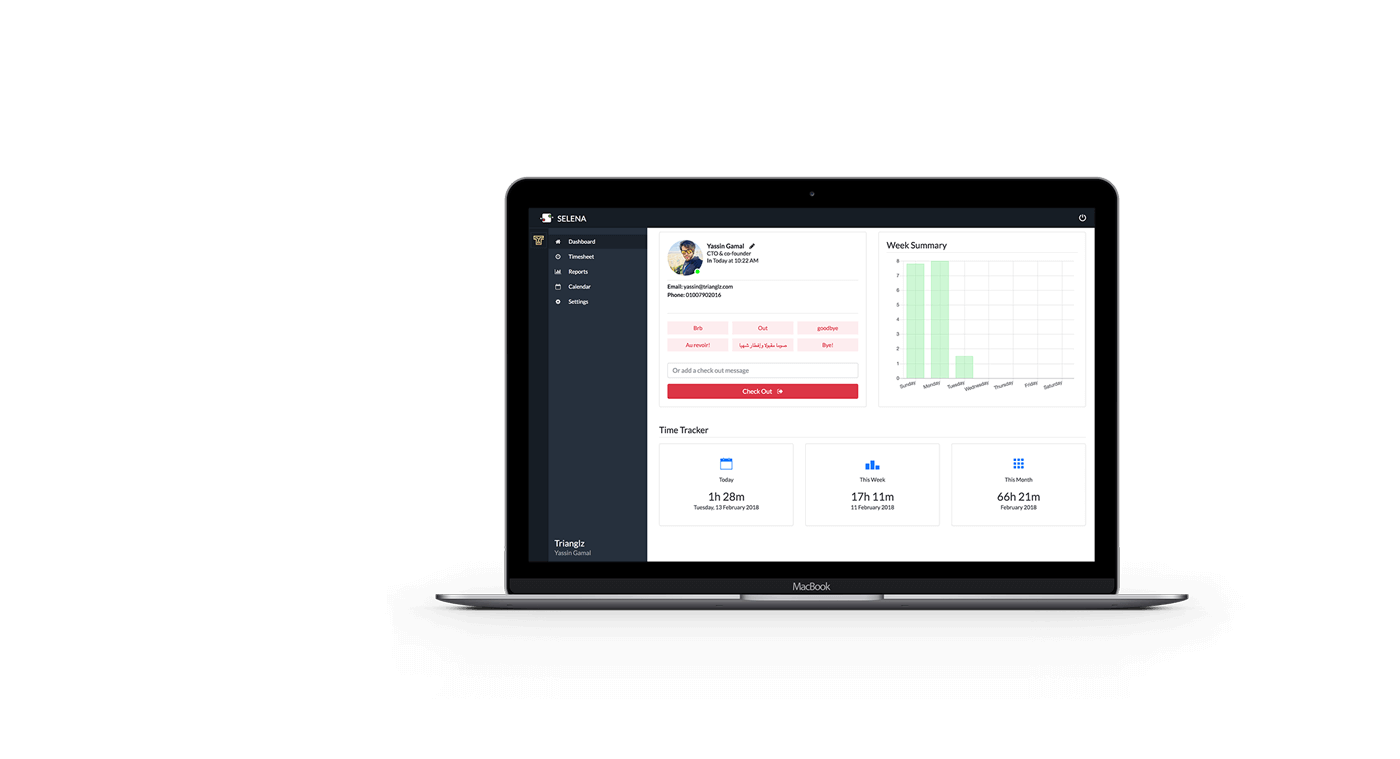 SELENA
Dashboard
Timesheet
Reports
Calendar
Settings
Trianglz
Yassin Gamal
Yassin Gamal
CTO & co-founder
In Today at 10:22 AM
Email: yassin@trianglz.com
Phone: 01007902016
Brb
Out
goodbye
Au revoir!
صياما مقبولا وإفطار شهيا
Bye!
Or add a check out message
Check Out
Week Summary
8
7
6
5
4
3
2
1
0
Sunday
Monday
Tuesday
Wednesday
Thursday
Friday
Saturday
Time Tracker
Today
1h 28m
Tuesday, 13 February 2018
This Week
17h 11m
11 February 2018
This Month
66h 21m
February 2018
MacBook